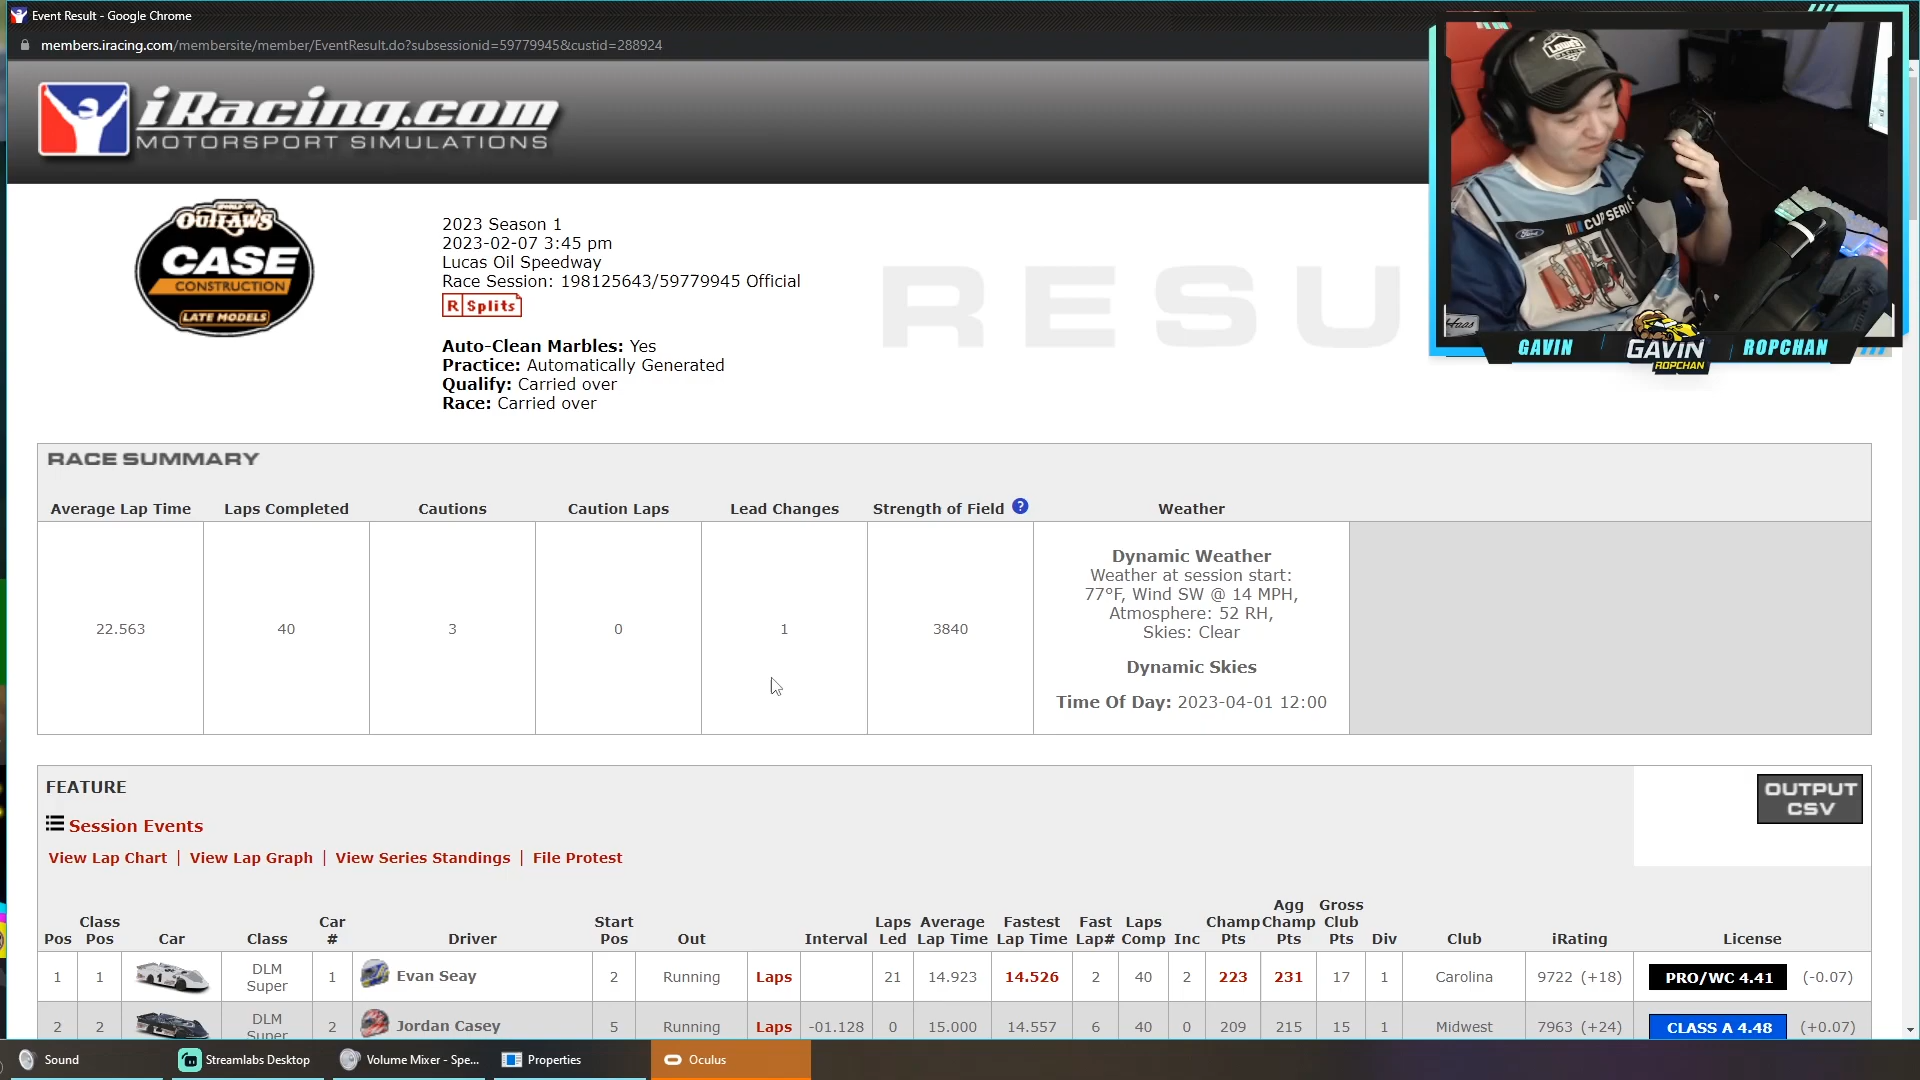 Event Result - Google Chrome
members.iracing.com/membersite/member/EventResult.do?subsessionid=59779945&custid=288924
iRacing.com
MOTORSPORT SIMULATIONS
WORLD OF
OUTLAWS
CASE
CONSTRUCTION
LATE MODELS
2023 Season 1
2023-02-07 3:45 pm
Lucas Oil Speedway
Race Session: 198125643/59779945 Official
R Splits
Auto-Clean Marbles: Yes
Practice: Automatically Generated
Qualify: Carried over
Race: Carried over
RESU
LOWE'S
RACING
Ford
CUP SERIES
Haas
GAVIN
GAVIN
ROPCHAN
ROPCHAN
RACE SUMMARY
Average Lap Time Laps Completed Cautions Caution Laps Lead Changes Strength of Field ? Weather
22.563 40 3 0 1 3840
Dynamic Weather
Weather at session start:
77°F, Wind SW @ 14 MPH,
Atmosphere: 52 RH,
Skies: Clear
Dynamic Skies
Time Of Day: 2023-04-01 12:00
FEATURE
OUTPUT
CSV
Session Events
View Lap Chart | View Lap Graph | View Series Standings | File Protest
Pos Class Pos Car Class Car # Driver Start Pos Out Interval Laps Led Average Lap Time Fastest Lap Time Fast Lap# Laps Comp Inc Champ Pts Agg Champ Pts Gross Club Pts Div Club iRating License
1 1 DLM Super 1 Evan Seay 2 Running Laps 21 14.923 14.526 2 40 2 223 231 17 1 Carolina 9722 (+18) PRO/WC 4.41 (-0.07)
2 2 DLM Super 2 Jordan Casey 5 Running Laps -01.128 0 15.000 14.557 6 40 0 209 215 15 1 Midwest 7963 (+24) CLASS A 4.48 (+0.07)
Sound
Streamlabs Desktop
Volume Mixer - Spe...
Properties
Oculus